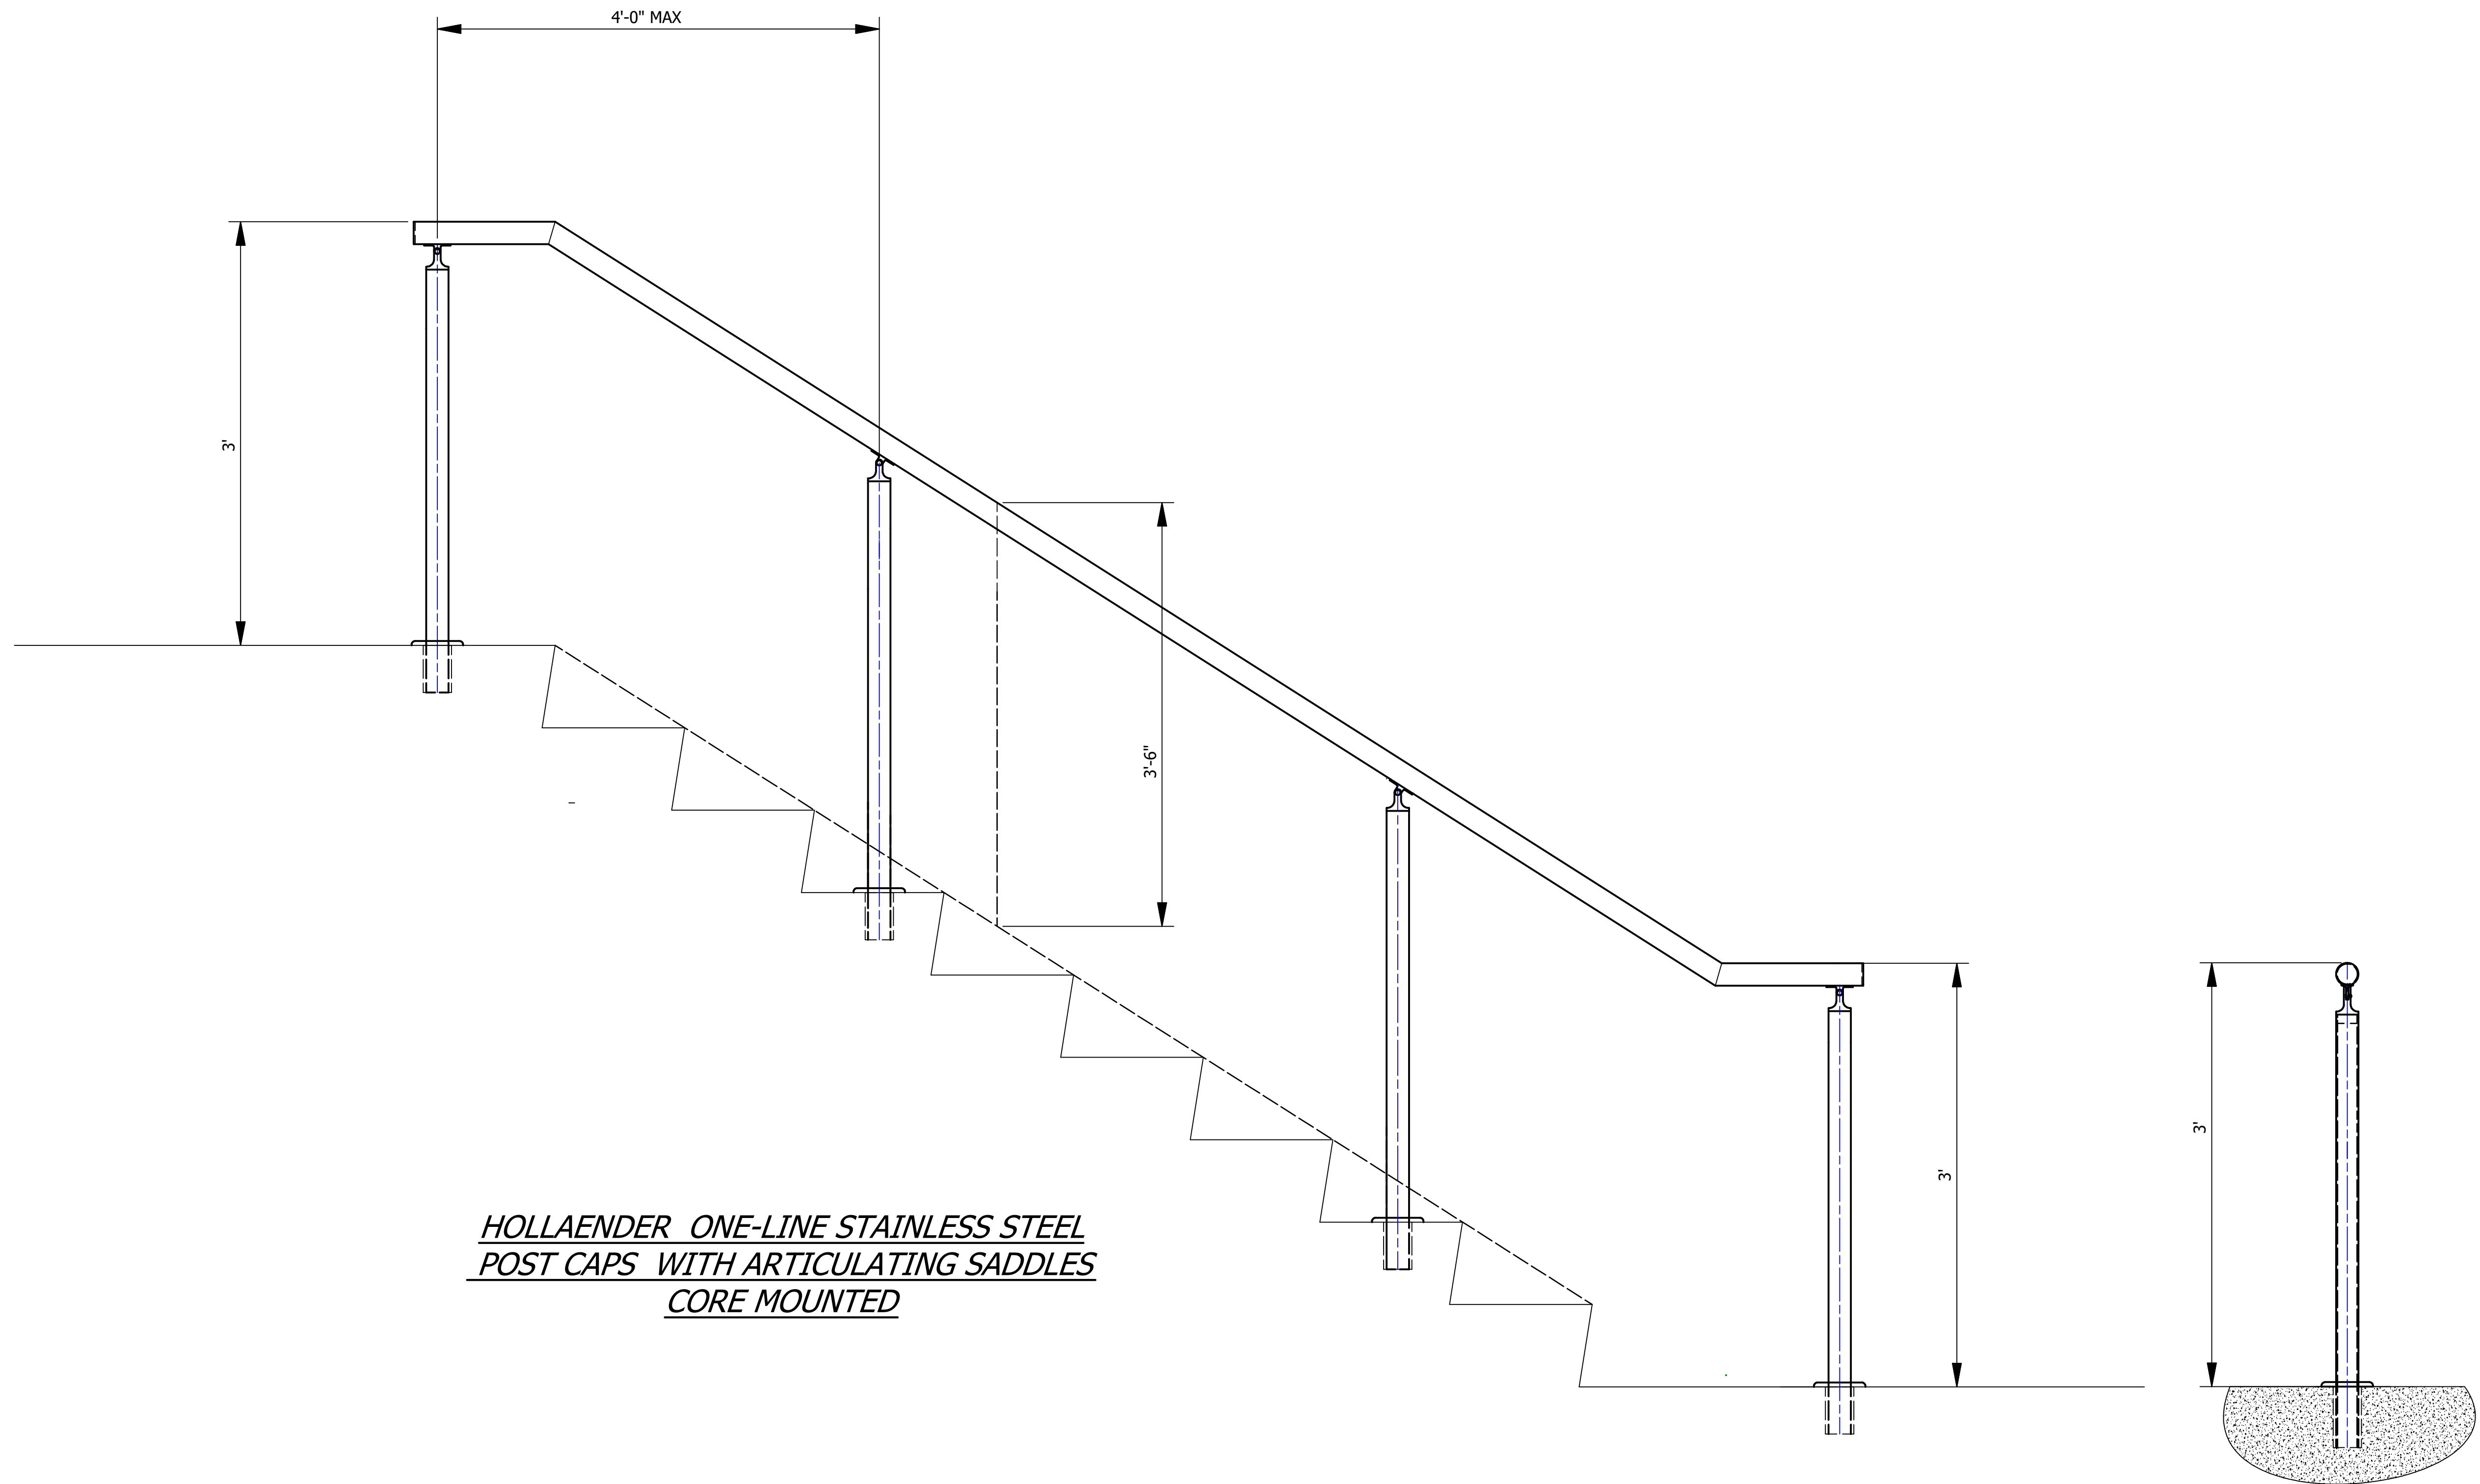 4'-0" MAX
3'
3'-6"
3'
3'
HOLLAENDER ONE-LINE STAINLESS STEEL
POST CAPS WITH ARTICULATING SADDLES
CORE MOUNTED